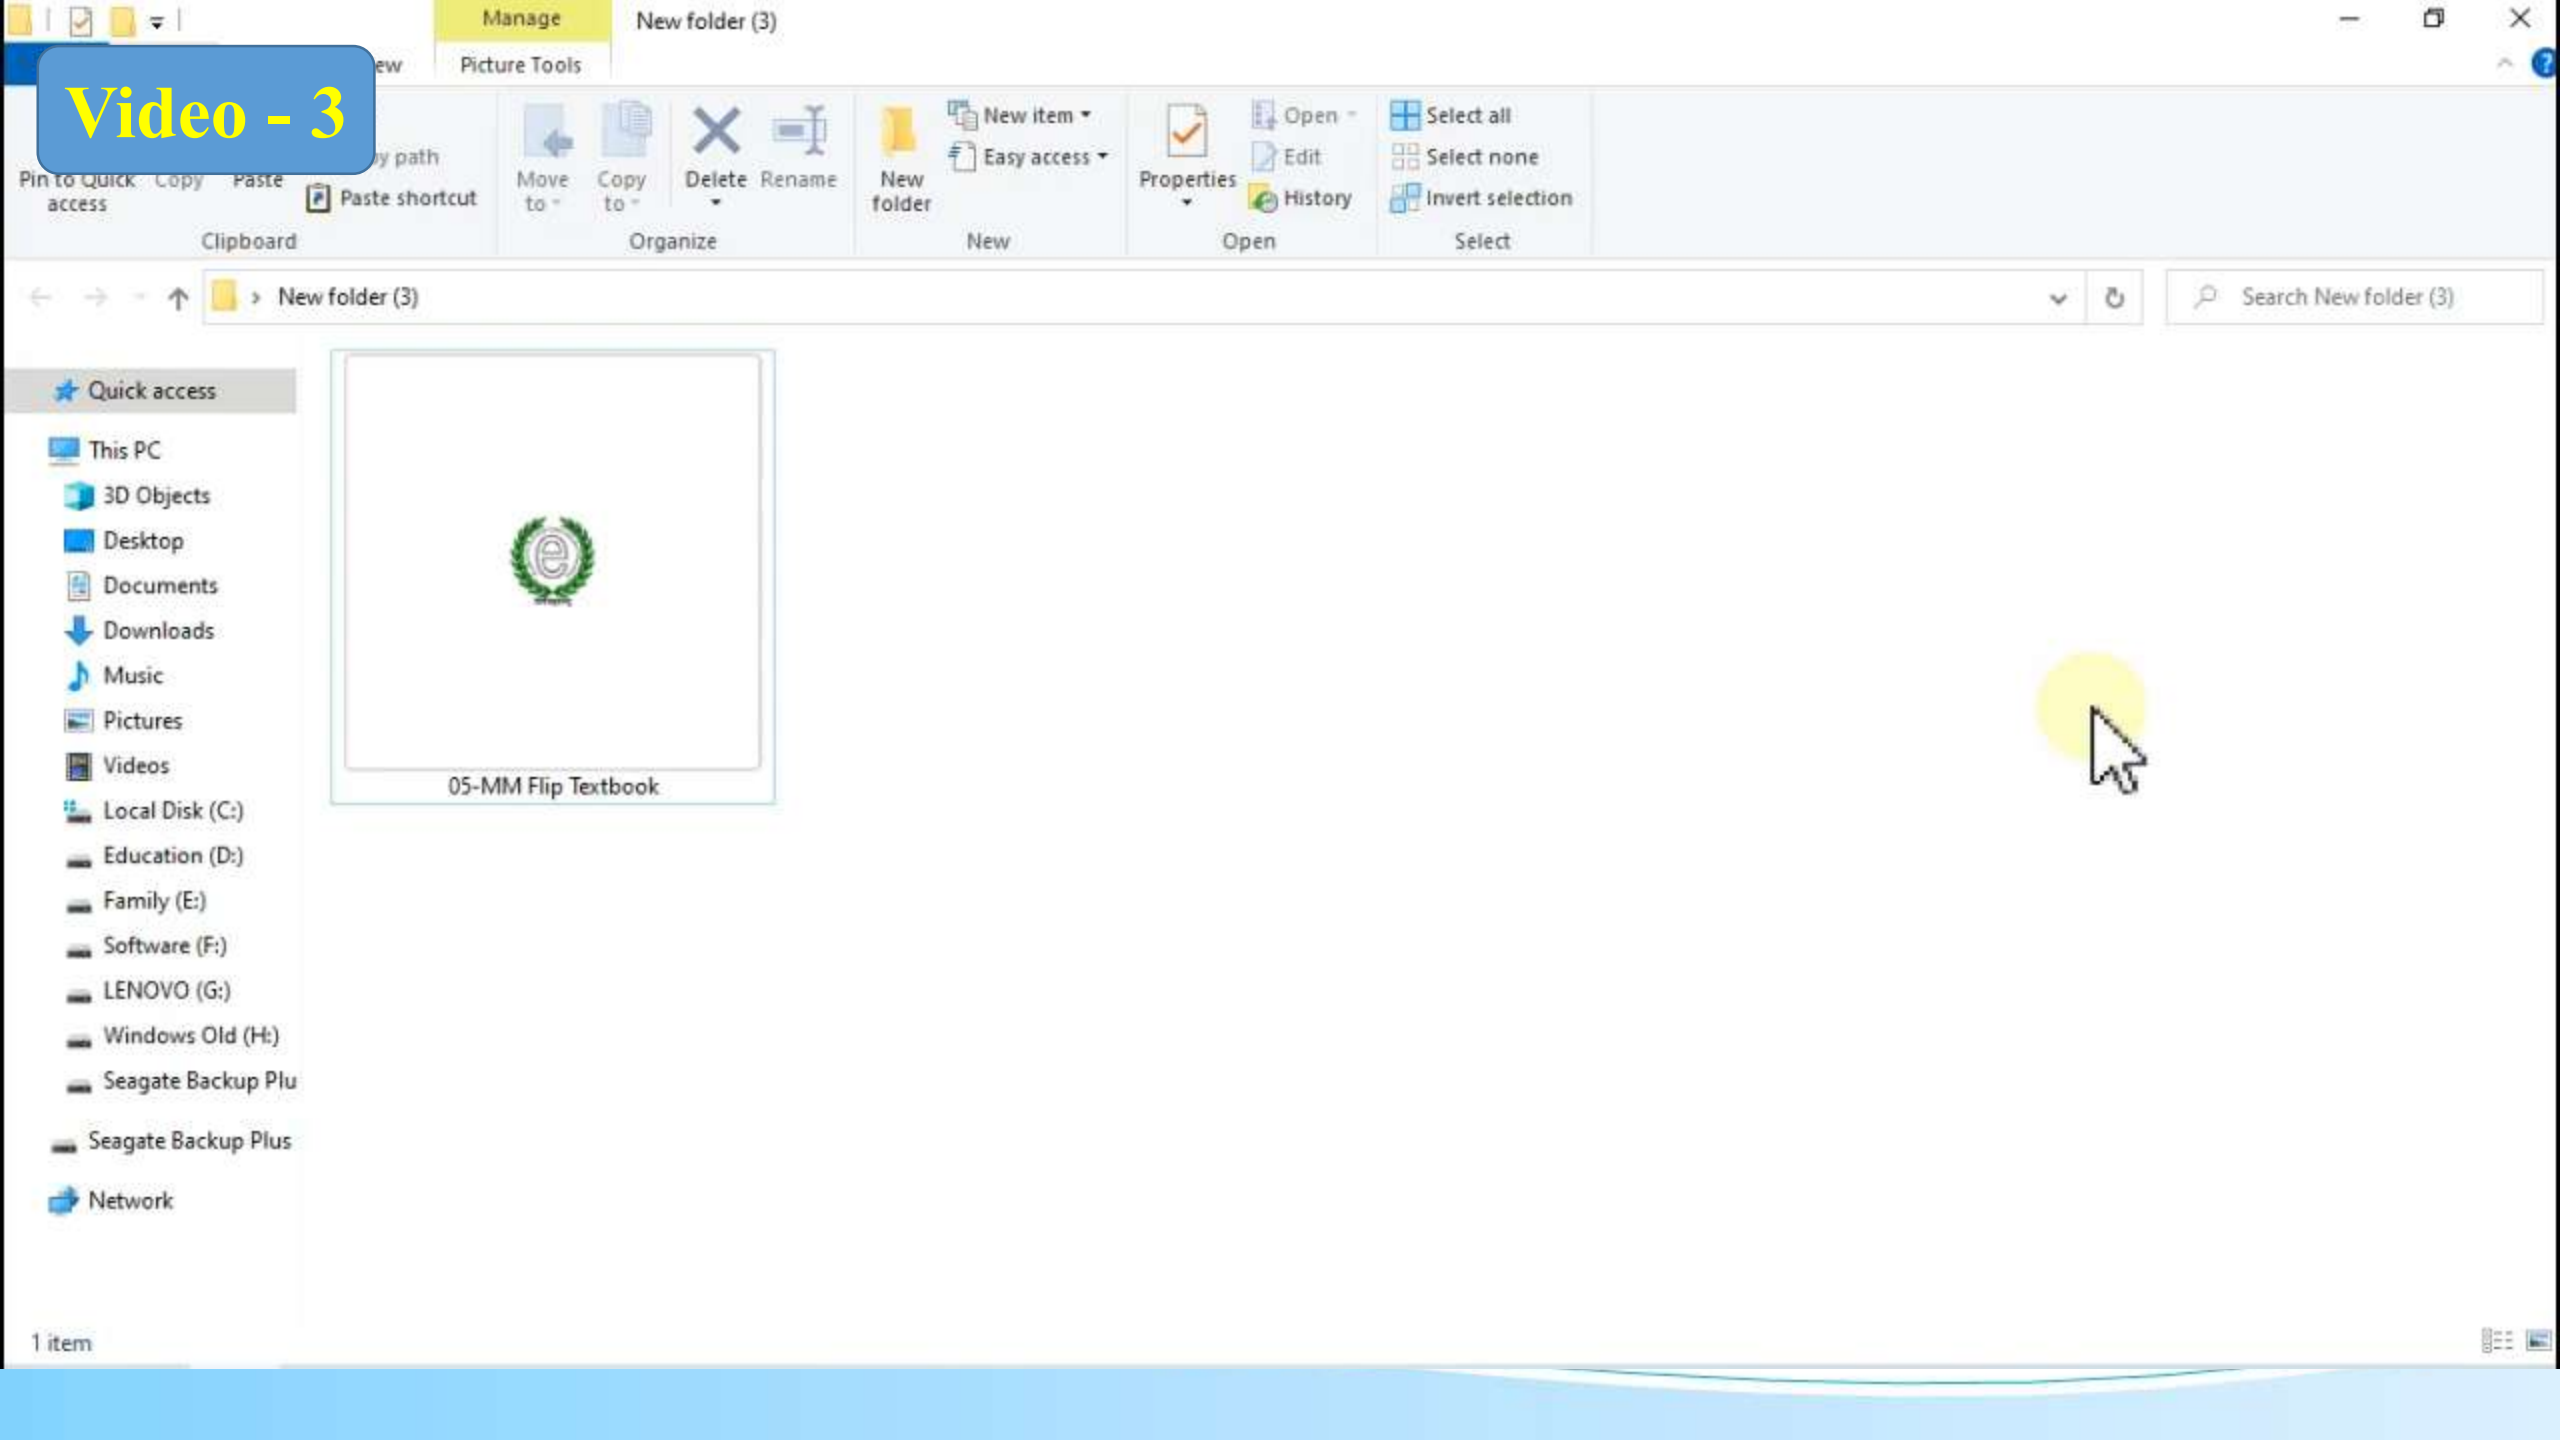 Manage
New folder (3)
ew
Picture Tools
Video - 3
Pin to Quick access
Copy
Paste
y path
Paste shortcut
Clipboard
Move to
Copy to
Delete
Rename
Organize
New folder
New item
Easy access
New
Properties
Open
Edit
History
Open
Select all
Select none
Invert selection
Select
New folder (3)
Search New folder (3)
Quick access
This PC
3D Objects
Desktop
Documents
Downloads
Music
Pictures
Videos
Local Disk (C:)
Education (D:)
Family (E:)
Software (F:)
LENOVO (G:)
Windows Old (H:)
Seagate Backup Plu
Seagate Backup Plus
Network
e
05-MM Flip Textbook
1 item